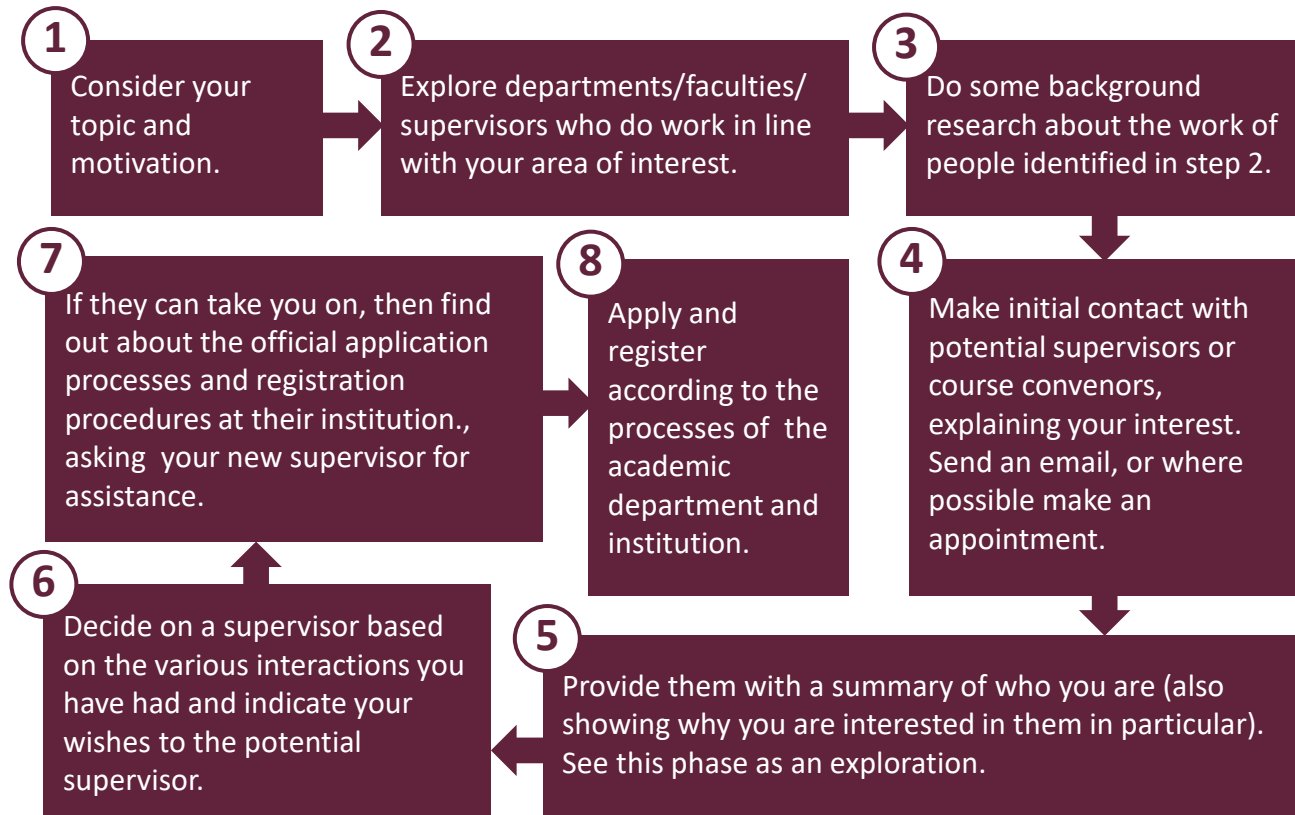 1
Consider your
topic and
motivation.
2
Explore departments/faculties/
supervisors who do work in line
with your area of interest.
3
Do some background
research about the work of
people identified in step 2.
4
Make initial contact with
potential supervisors or
course convenors,
explaining your interest.
Send an email, or where
possible make an
appointment.
5
Provide them with a summary of who you are (also
showing why you are interested in them in particular).
See this phase as an exploration.
6
Decide on a supervisor based
on the various interactions you
have had and indicate your
wishes to the potential
supervisor.
7
If they can take you on, then find
out about the official application
processes and registration
procedures at their institution.,
asking  your new supervisor for
assistance.
8
Apply and
register
according to the
processes of  the
academic
department and
institution.